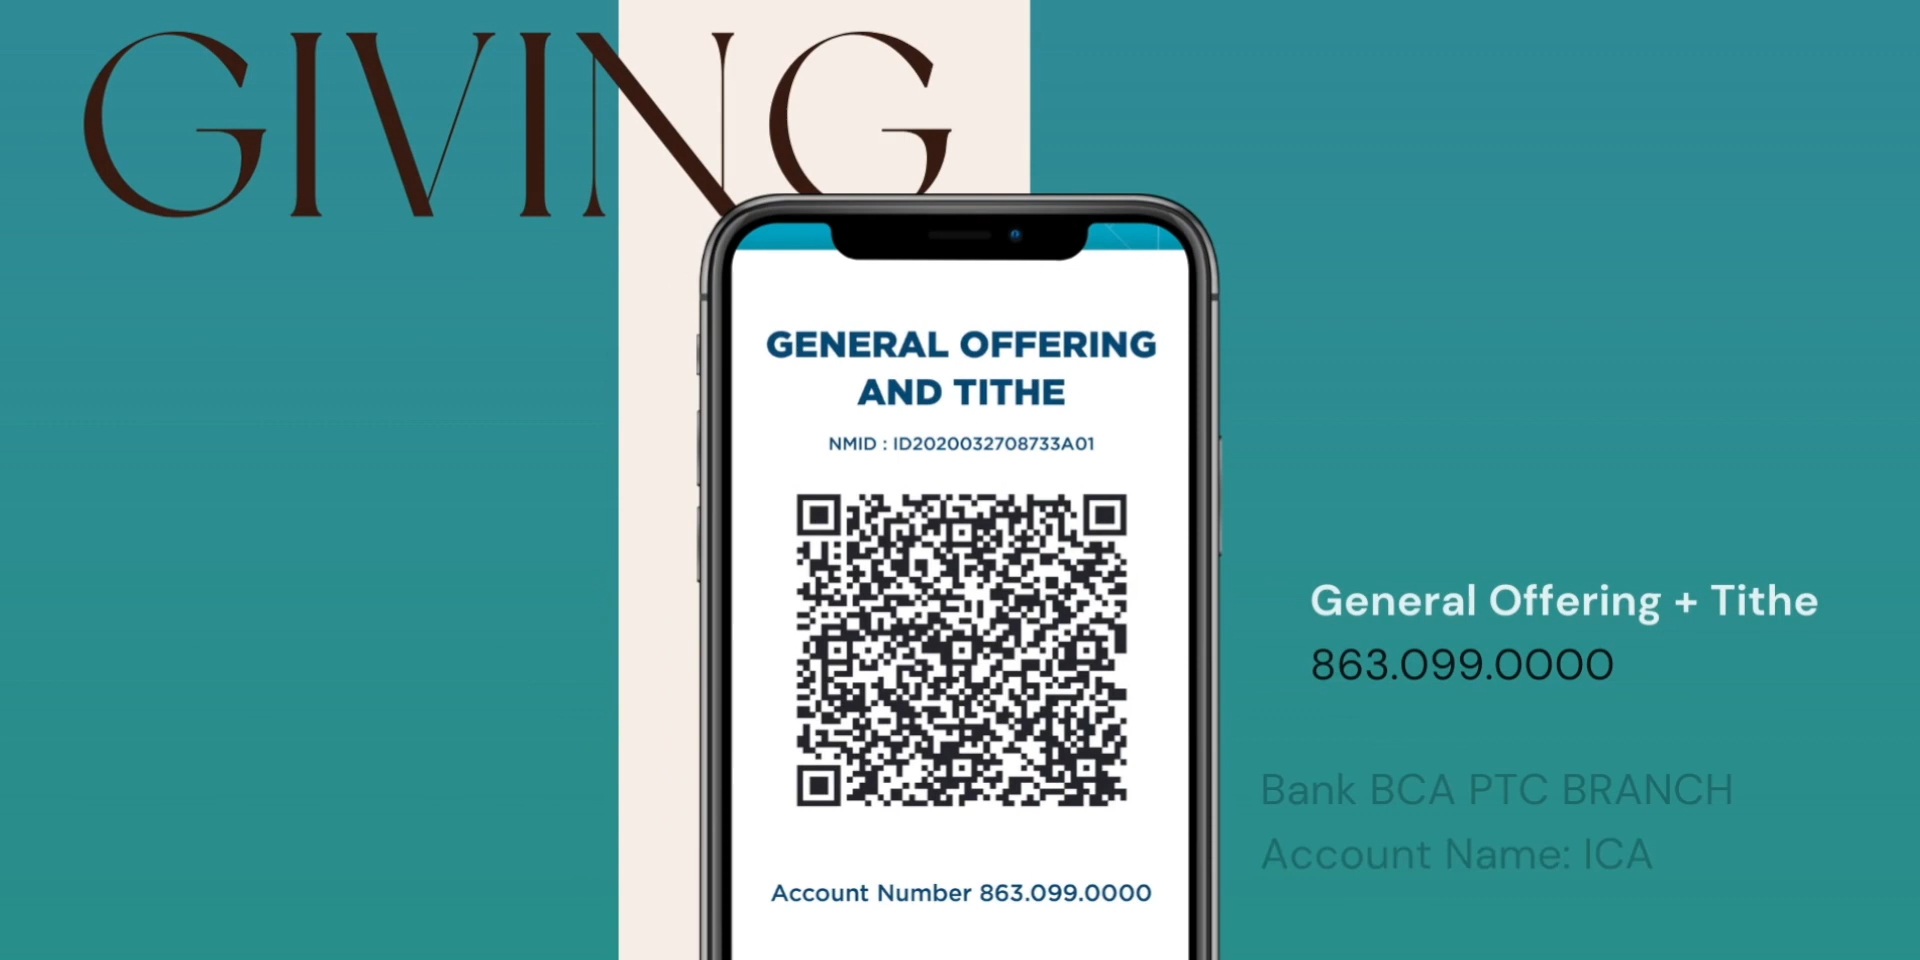 GIVING
GENERAL OFFERING
AND TITHE
NMID : ID2020032708733A01
Account Number 863.099.0000
General Offering + Tithe
863.099.0000
Bank BCA PTC BRANCH
Account Name: ICA